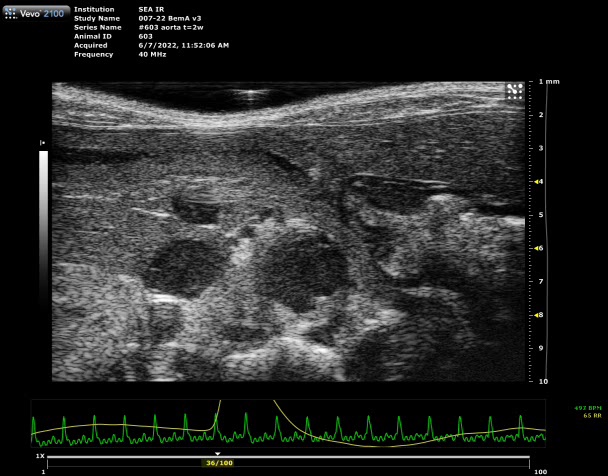 Vevo 2100
Institution SEA IR
Study Name 007-22 BemA v3
Series Name #603 aorta t=2w
Animal ID 603
Acquired 6/7/2022, 11:52:06 AM
Frequency 40 MHz
1 mm
2
3
4
5
6
7
8
9
10
492 BPM
65 RR
1X
36/100
1
100